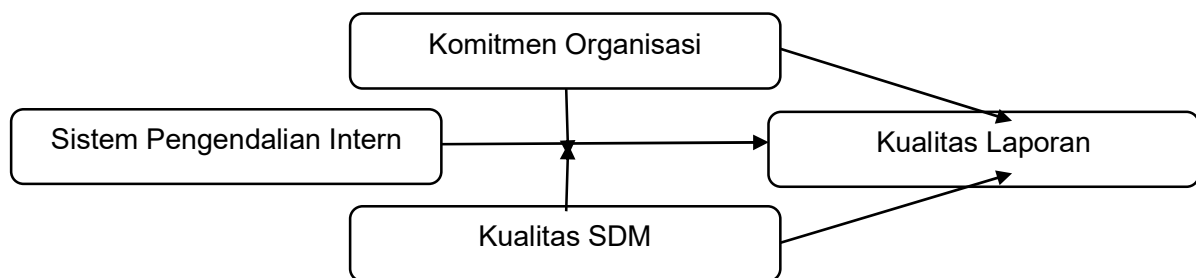 Komitmen Organisasi
Sistem Pengendalian Intern
Kualitas Laporan
Kualitas SDM